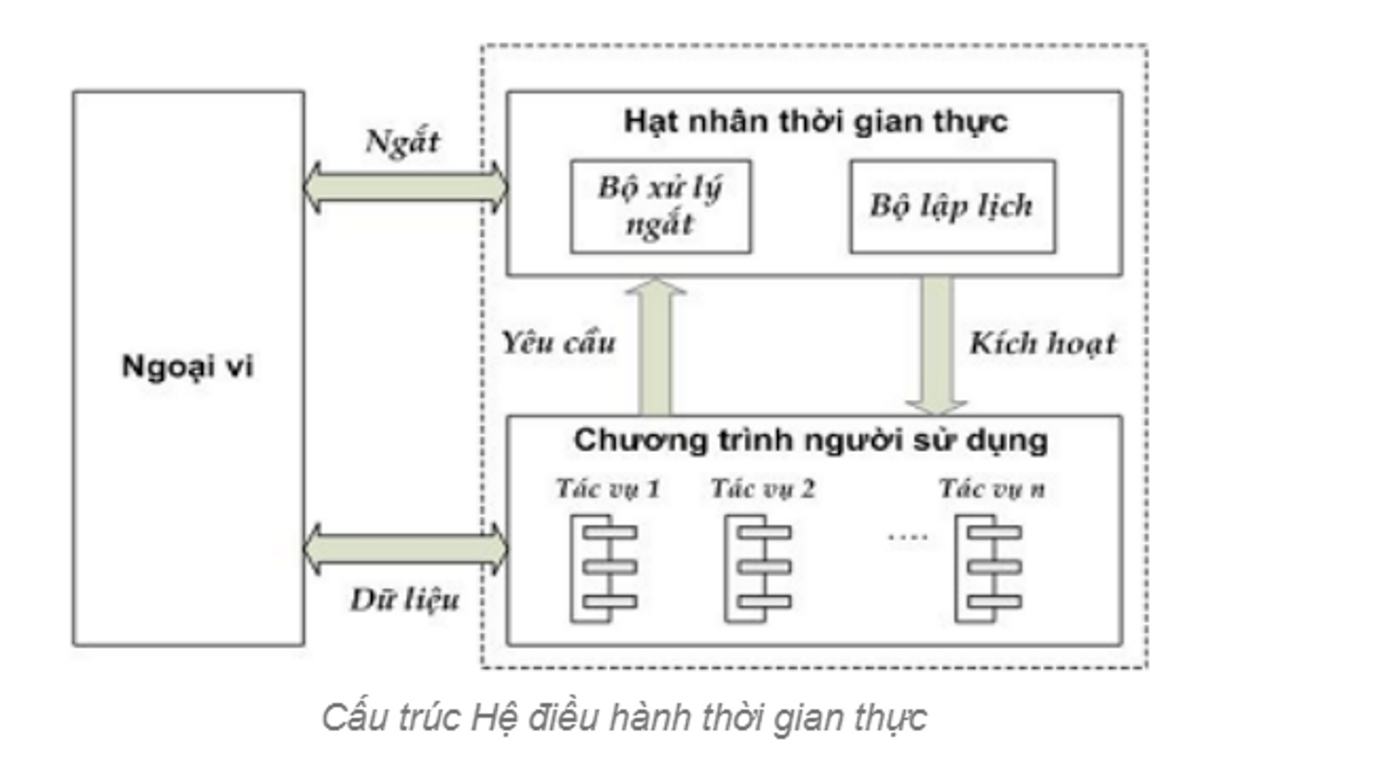 Hạt nhân thời gian thực
Ngắt
Bộ xử lý
ngắt
Bộ lập lịch
Yêu cầu
Kích hoạt
Ngoại vi
Chương trình người sử dụng
Tác vụ 1
Tác vụ 2
Tác vụ n
....
Dữ liệu
Cấu trúc Hệ điều hành thời gian thực